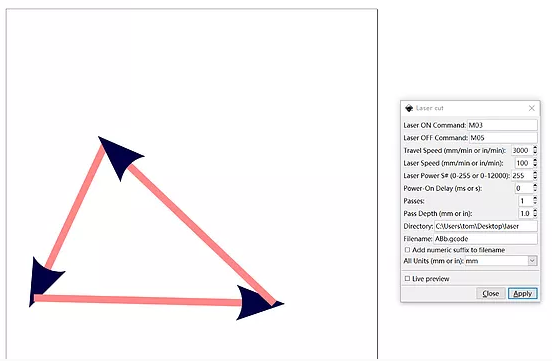 Laser cut
Laser ON Command: M03
Laser OFF Command: M05
Travel Speed (mm/min or in/min): 3000
Laser Speed (mm/min or in/min): 100
Laser Power S# (0-255 or 0-12000): 255
Power-On Delay (ms or s): 0
Passes: 1
Pass Depth (mm or in): 1.0
Directory: C:\Users\tom\Desktop\laser
Filename: ABb.gcode
Add numeric suffix to filename
All Units (mm or in): mm
Live preview
Close Apply